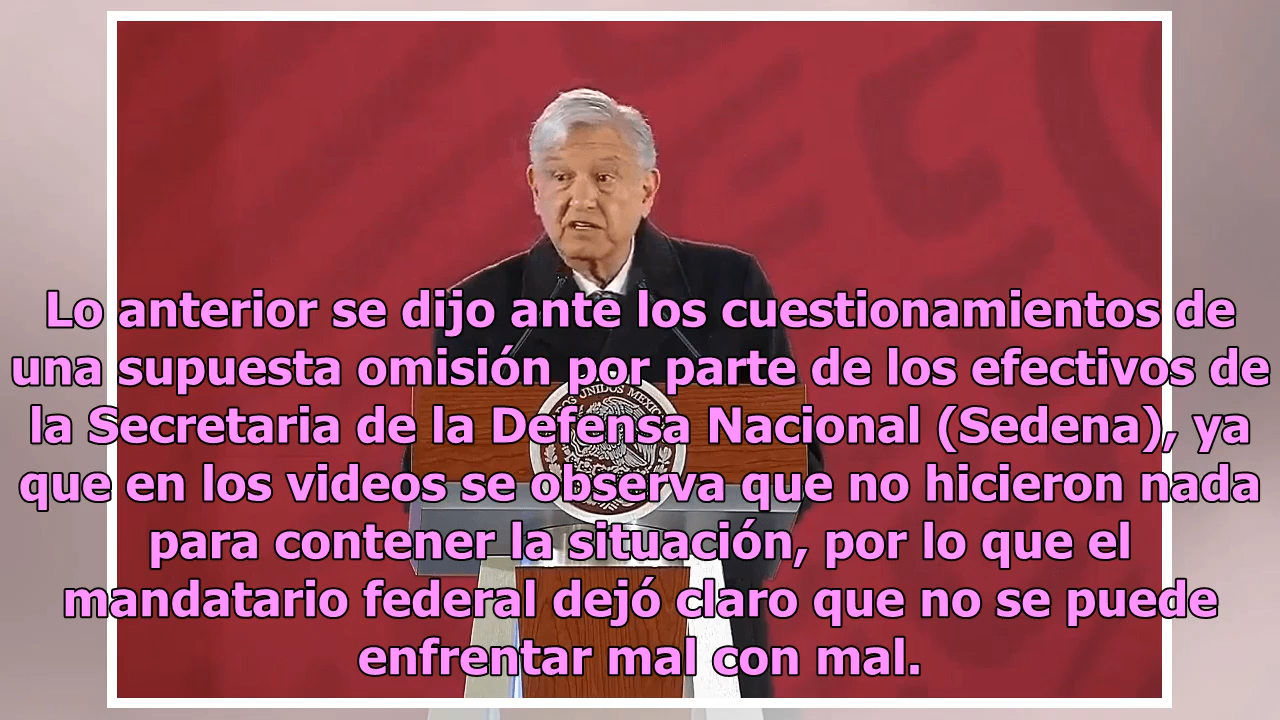 Lo anterior se dijo ante los cuestionamientos de
una supuesta omisión por parte de los efectivos de
la Secretaria de la Defensa Nacional (Sedena), ya
que en los videos se observa que no hicieron nada
para contener la situación, por lo que el
mandatario federal dejó claro que no se puede
enfrentar mal con mal.
UNIDOS MEXIC